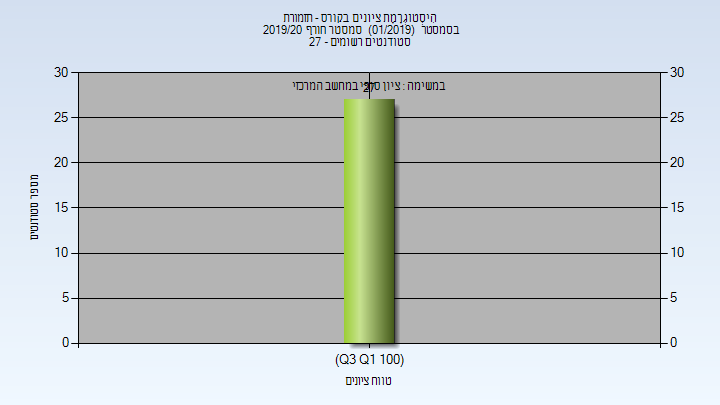 היסטוגרמת ציונים בקורס - תזמורת
בסמסטר (01/2019) סמסטר חורף 2019/20
סטודנטים רשומים - 27
במשימה : ציון סופי במחשב המרכזי
27
30 30
25 25
20 20
15 15
10 10
5 5
0 0
מספר סטודנטים
(Q3 Q1 100)
טווח ציונים